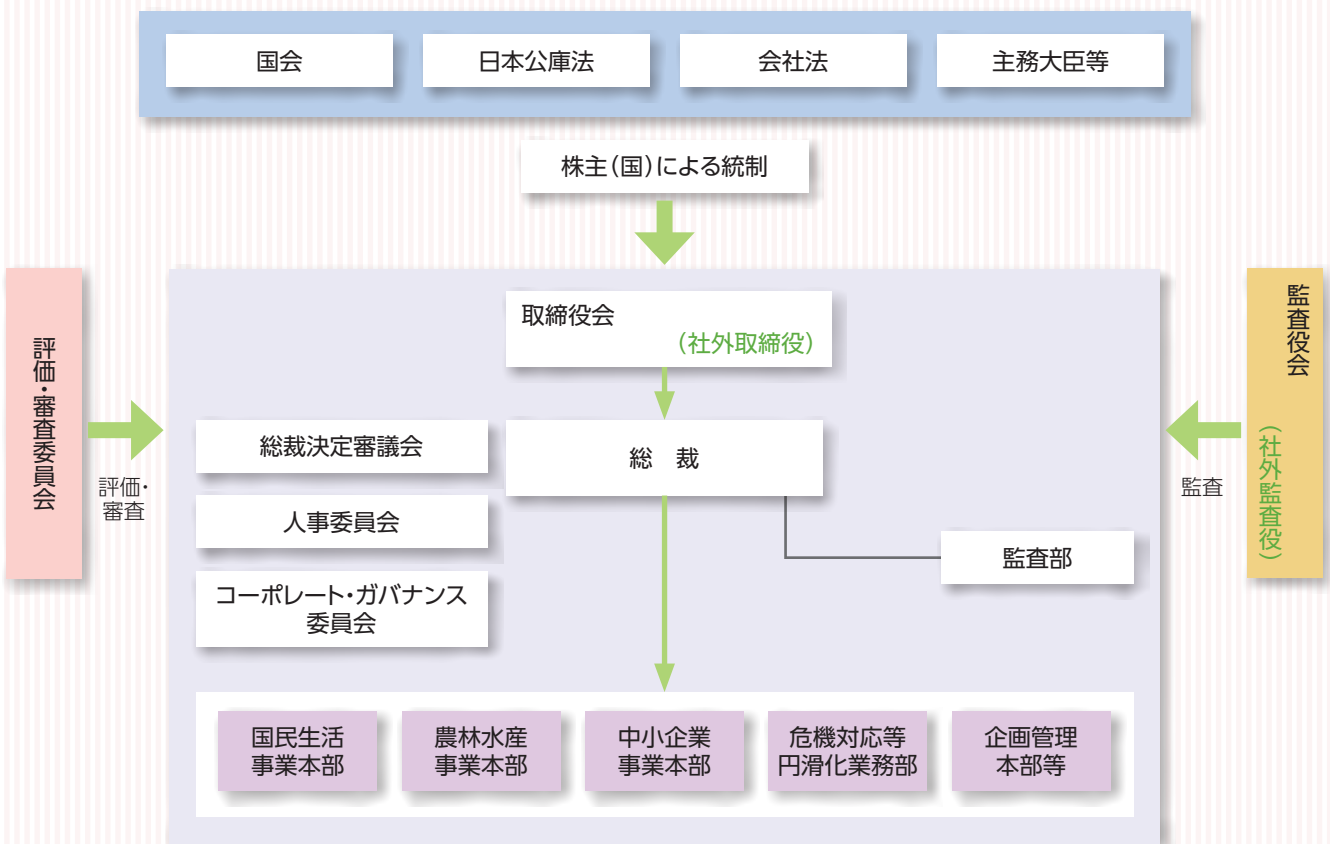 国会
日本公庫法
会社法
主務大臣等
株主(国)による統制
評価・審査委員会
評価・
審査
取締役会
(社外取締役)
総裁決定審議会
総　裁
人事委員会
コーポレート・ガバナンス
委員会
監査部
監査
監査役会
(社外監査役)
国民生活
事業本部
農林水産
事業本部
中小企業
事業本部
危機対応等
円滑化業務部
企画管理
本部等